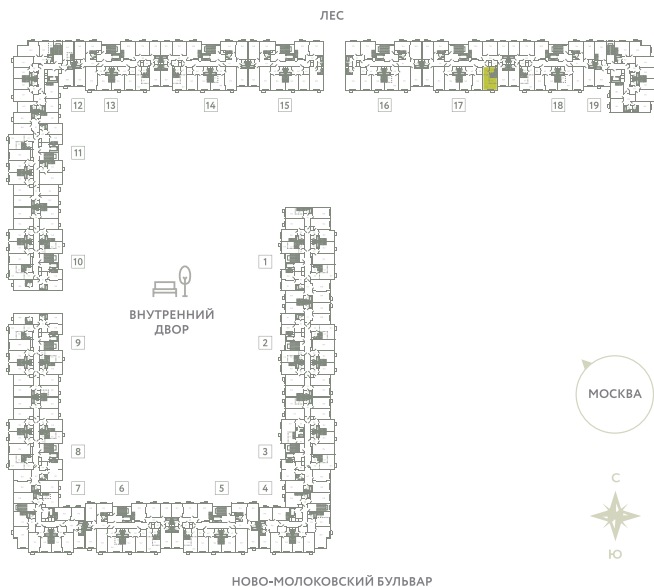 ЛЕС
12 13 14 15 16 17 18 19
11
10 1
ВНУТРЕННИЙ
ДВОР
9 2
МОСКВА
8 3
7 6 5 4
С
Ю
НОВО-МОЛОКОВСКИЙ БУЛЬВАР